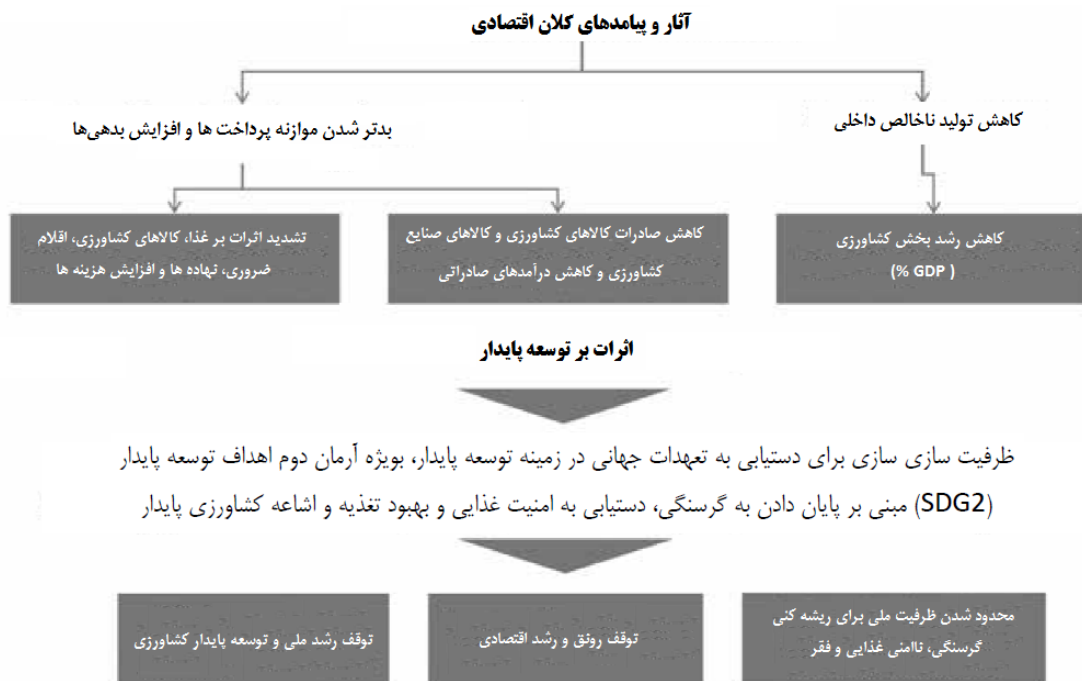 آثار و پیامدهای کلان اقتصادی
کاهش تولید ناخالص داخلی
بدتر شدن موازنه پرداخت ها و افزایش بدهی‌ها
کاهش رشد بخش کشاورزی
(% GDP )
کاهش صادرات کالاهای کشاورزی و کالاهای صنایع
کشاورزی و کاهش درآمدهای صادراتی
تشدید اثرات بر غذا، کالاهای کشاورزی، اقلام
ضروری، نهاده ها و افزایش هزینه ها
اثرات بر توسعه پایدار
ظرفیت سازی سازی برای دستیابی به تعهدات جهانی در زمینه توسعه پایدار، بویژه آرمان دوم اهداف توسعه پایدار
(SDG2) مبنی بر پایان دادن به گرسنگی، دستیابی به امنیت غذایی و بهبود تغذیه و اشاعه کشاورزی پایدار
محدود شدن ظرفیت ملی برای ریشه کنی
گرسنگی، ناامنی غذایی و فقر
توقف رونق و رشد اقتصادی
توقف رشد ملی و توسعه پایدار کشاورزی